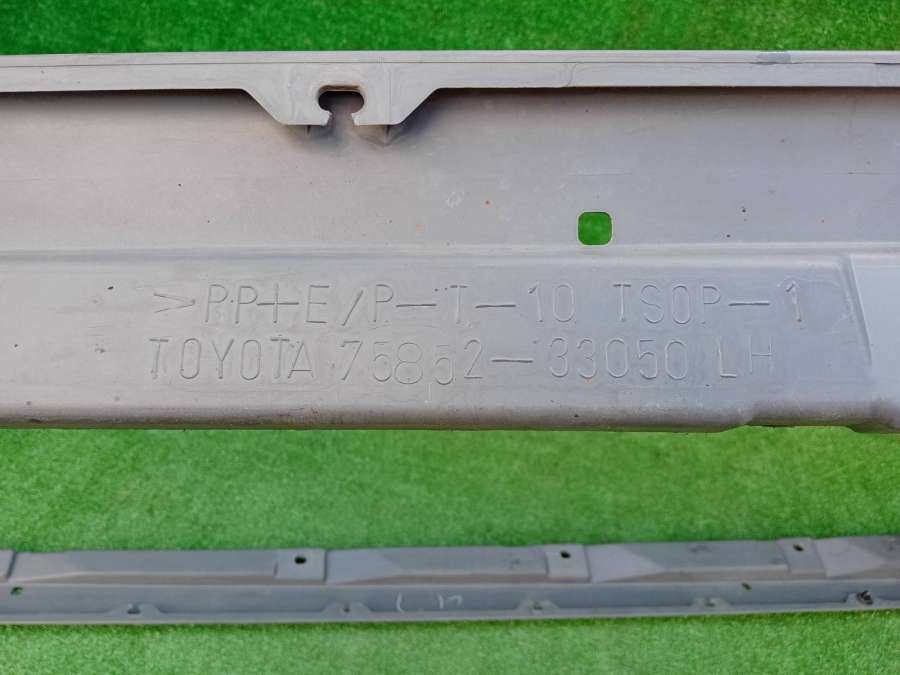 >PP+E/P-T-10 TSOP-1
TOYOTA 75852-33050 LH